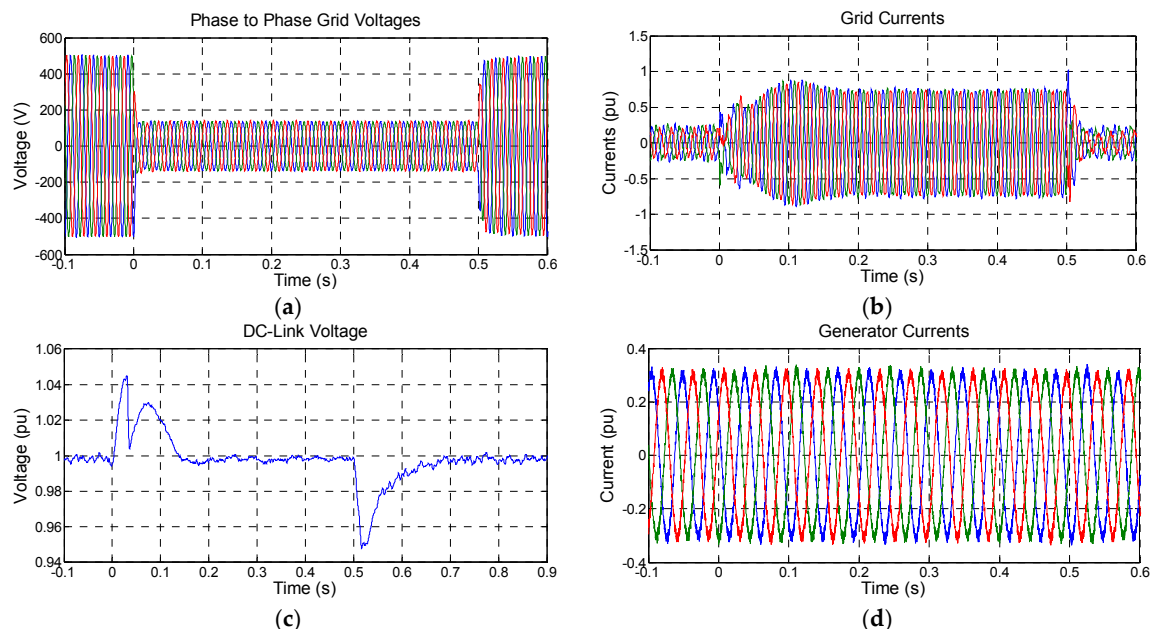 Phase to Phase Grid Voltages
Voltage (V)
600
400
200
0
-200
-400
-600
-0.1 0 0.1 0.2 0.3 0.4 0.5 0.6
Time (s)
(a)
Grid Currents
Currents (pu)
1.5
1
0.5
0
-0.5
-1
-1.5
-0.1 0 0.1 0.2 0.3 0.4 0.5 0.6
Time (s)
(b)
DC-Link Voltage
Voltage (pu)
1.06
1.04
1.02
1
0.98
0.96
0.94
-0.1 0 0.1 0.2 0.3 0.4 0.5 0.6 0.7 0.8 0.9
Time (s)
(c)
Generator Currents
Current (pu)
0.4
0.2
0
-0.2
-0.4
-0.1 0 0.1 0.2 0.3 0.4 0.5 0.6
Time (s)
(d)